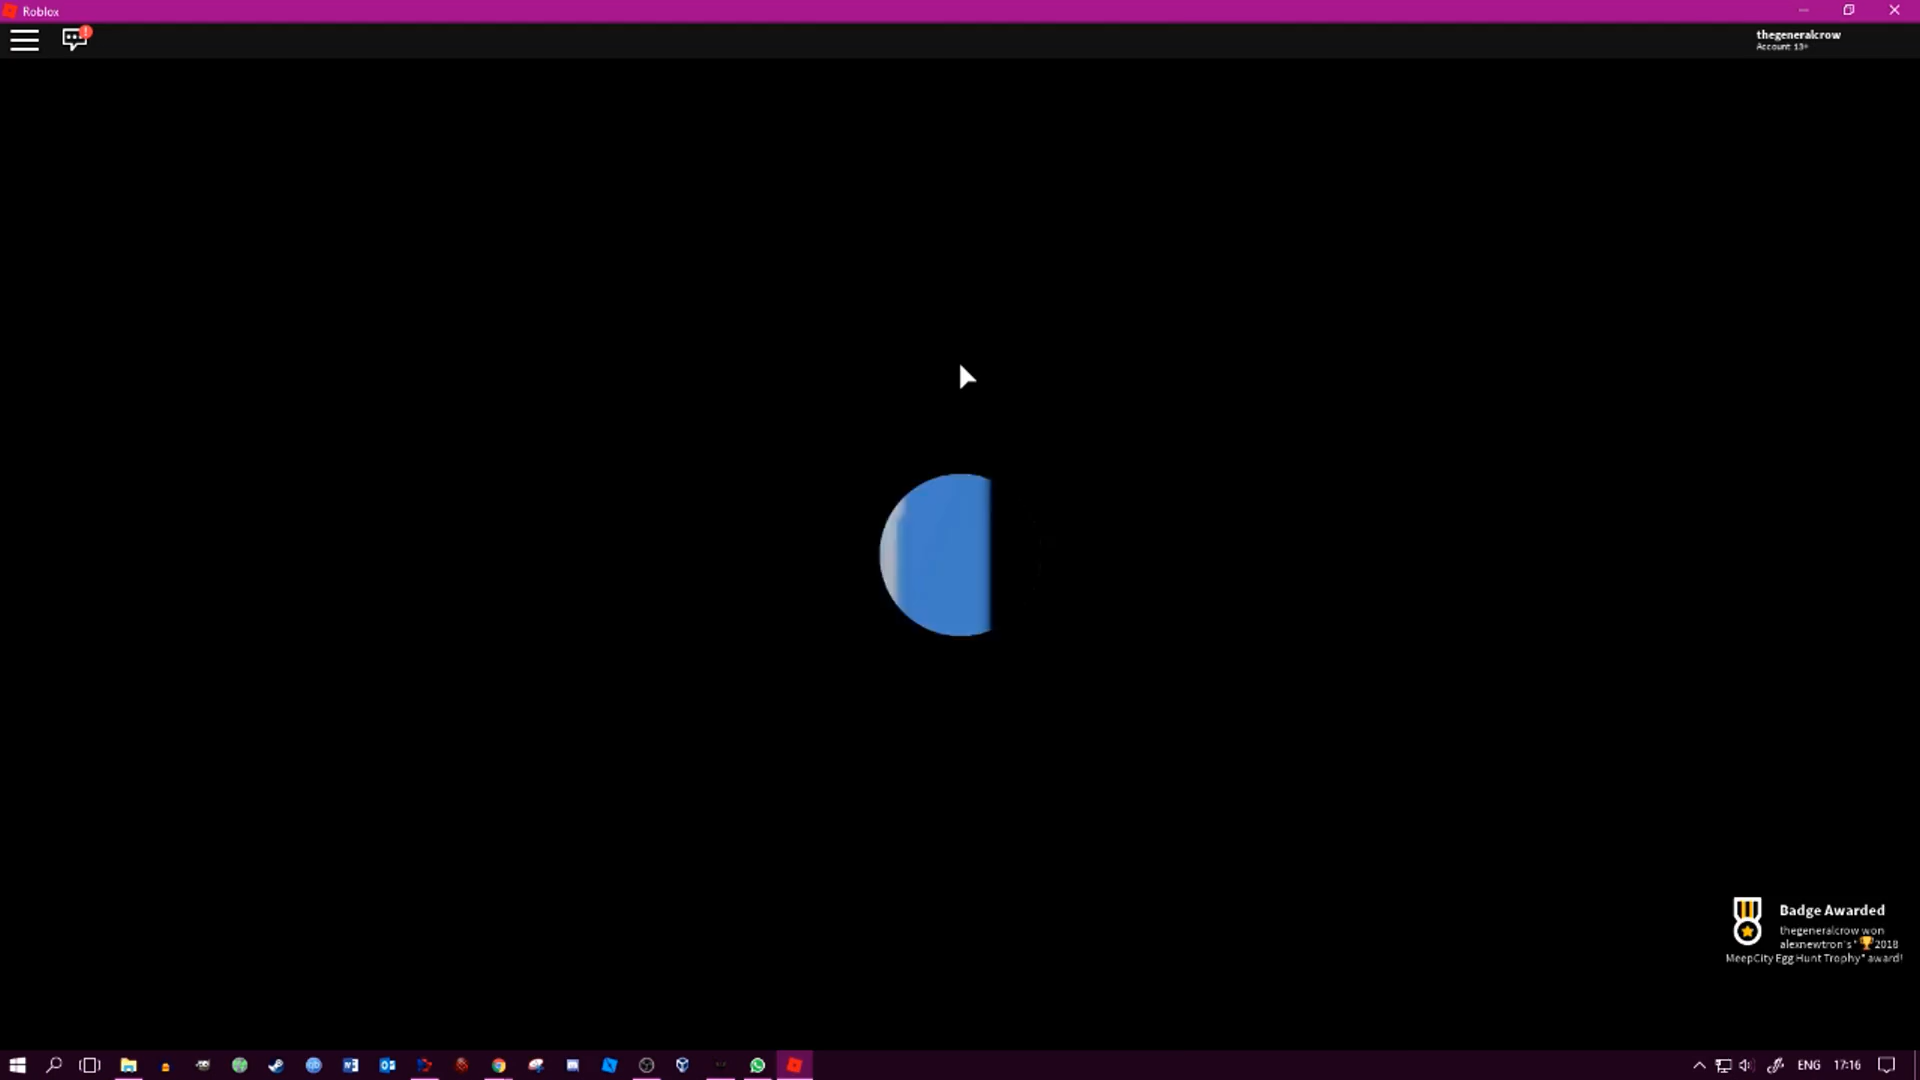 Roblox
thegeneralcrow
Account: 13+
Badge Awarded
thegeneralcrow won
alexnewtron's "🏆2018
MeepCity Egg Hunt Trophy" award!
ENG
17:16